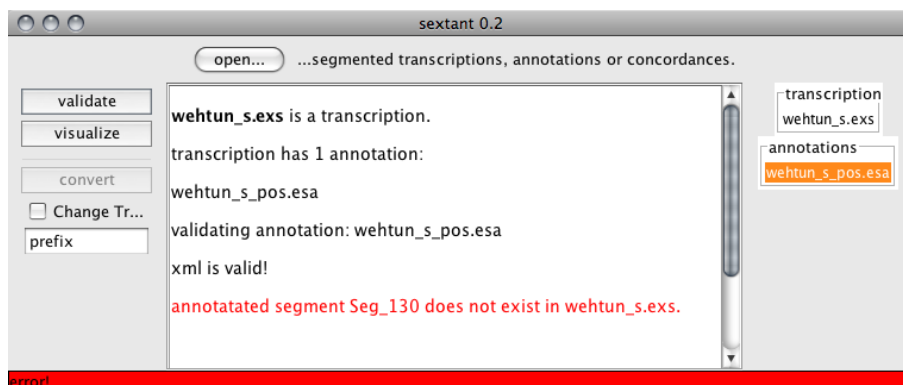 sextant 0.2
open... ...segmented transcriptions, annotations or concordances.
validate
visualize
convert
Change Tr...
prefix
wehtun_s.exs is a transcription.
transcription has 1 annotation:
wehtun_s_pos.esa
validating annotation: wehtun_s_pos.esa
xml is valid!
annotatated segment Seg_130 does not exist in wehtun_s.exs.
transcription
wehtun_s.exs
annotations
wehtun_s_pos.esa
error!